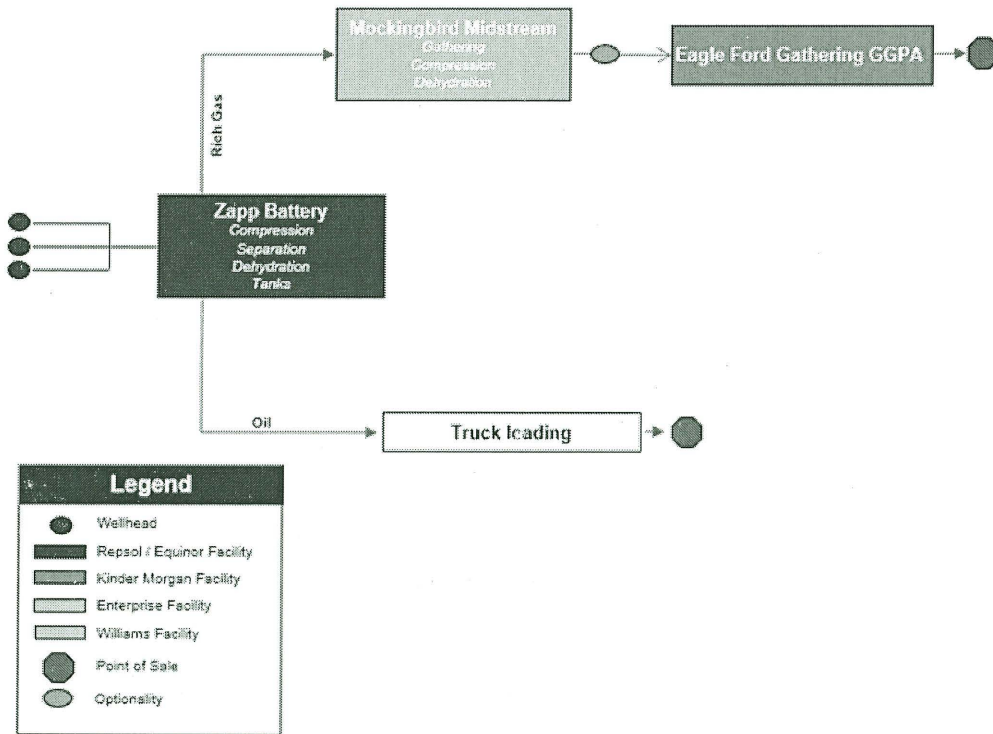 Mockingbird Midstream
Gathering
Compression
Dehydration
Eagle Ford Gathering GGPA
Rich Gas
Zapp Battery
Compression
Separation
Dehydration
Tanks
Oil
Truck loading
Legend
Wellhead
Repsol / Equinor Facility
Kinder Morgan Facility
Enterprise Facility
Williams Facility
Point of Sale
Optionality